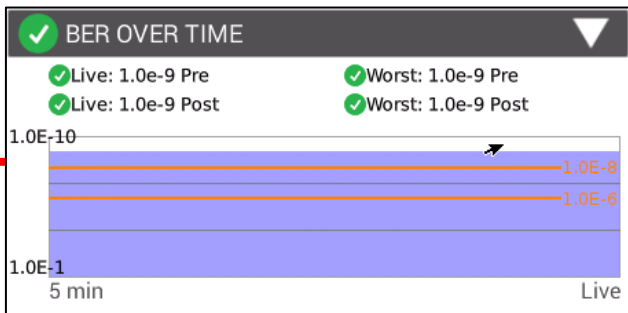 BER OVER TIME
Live: 1.0e-9 Pre Worst: 1.0e-9 Pre
Live: 1.0e-9 Post Worst: 1.0e-9 Post
1.0E-10
1.0E-8
1.0E-6
1.0E-1
5 min Live